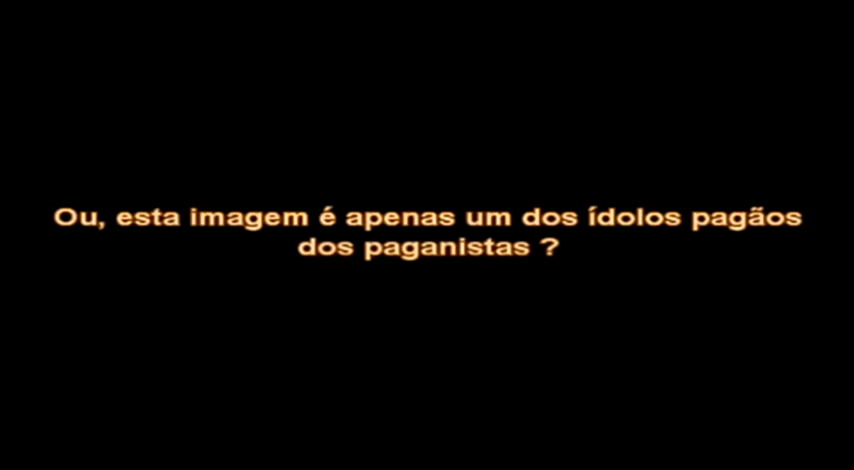 Ou, esta imagem é apenas um dos ídolos pagãos
dos paganistas ?